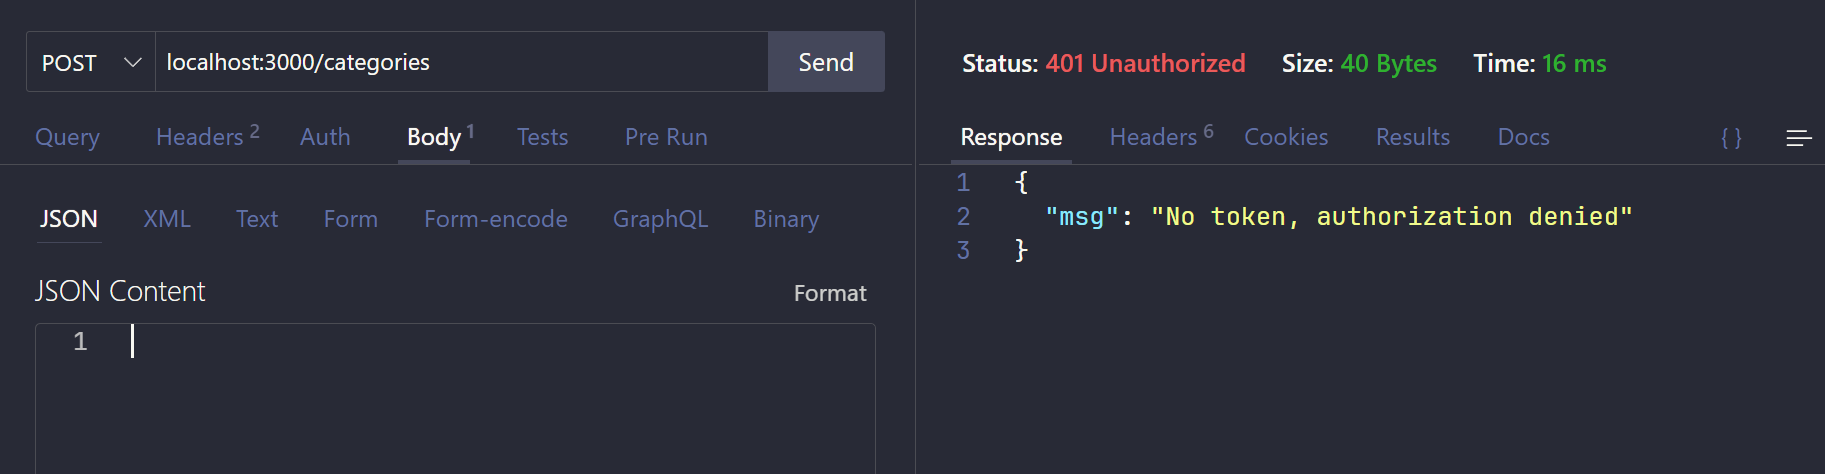 POST localhost:3000/categories Send
Query Headers 2 Auth Body 1 Tests Pre Run
JSON XML Text Form Form-encode GraphQL Binary
JSON Content Format
1
Status: 401 Unauthorized Size: 40 Bytes Time: 16 ms
Response Headers 6 Cookies Results Docs { }
1 {
2 "msg": "No token, authorization denied"
3 }